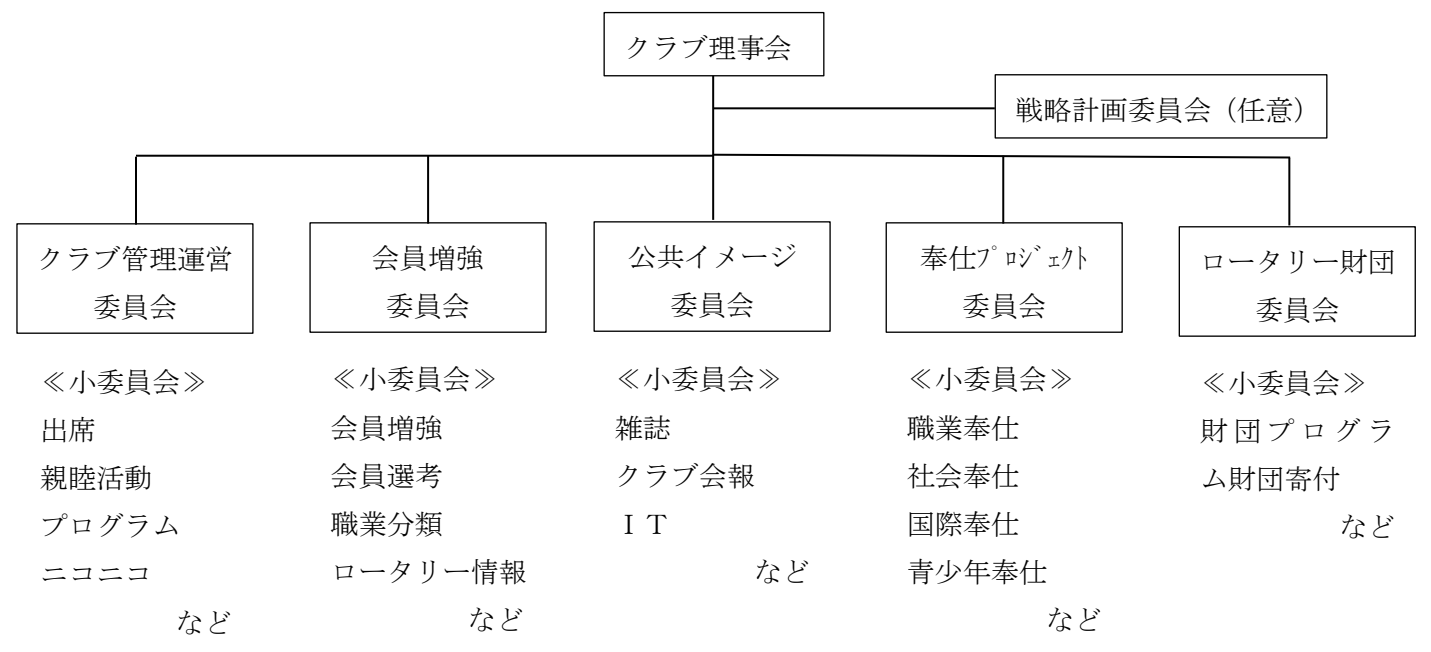 クラブ理事会
戦略計画委員会（任意）
クラブ管理運営
委員会
会員増強
委員会
公共イメージ
委員会
奉仕ﾌﾟﾛｼﾞｪｸﾄ
委員会
ロータリー財団
委員会
≪小委員会≫
出席
親睦活動
プログラム
ニコニコ
など
≪小委員会≫
会員増強
会員選考
職業分類
ロータリー情報
など
≪小委員会≫
雑誌
クラブ会報
ＩＴ
など
≪小委員会≫
職業奉仕
社会奉仕
国際奉仕
青少年奉仕
など
≪小委員会≫
財団プログラ
ム財団寄付
など